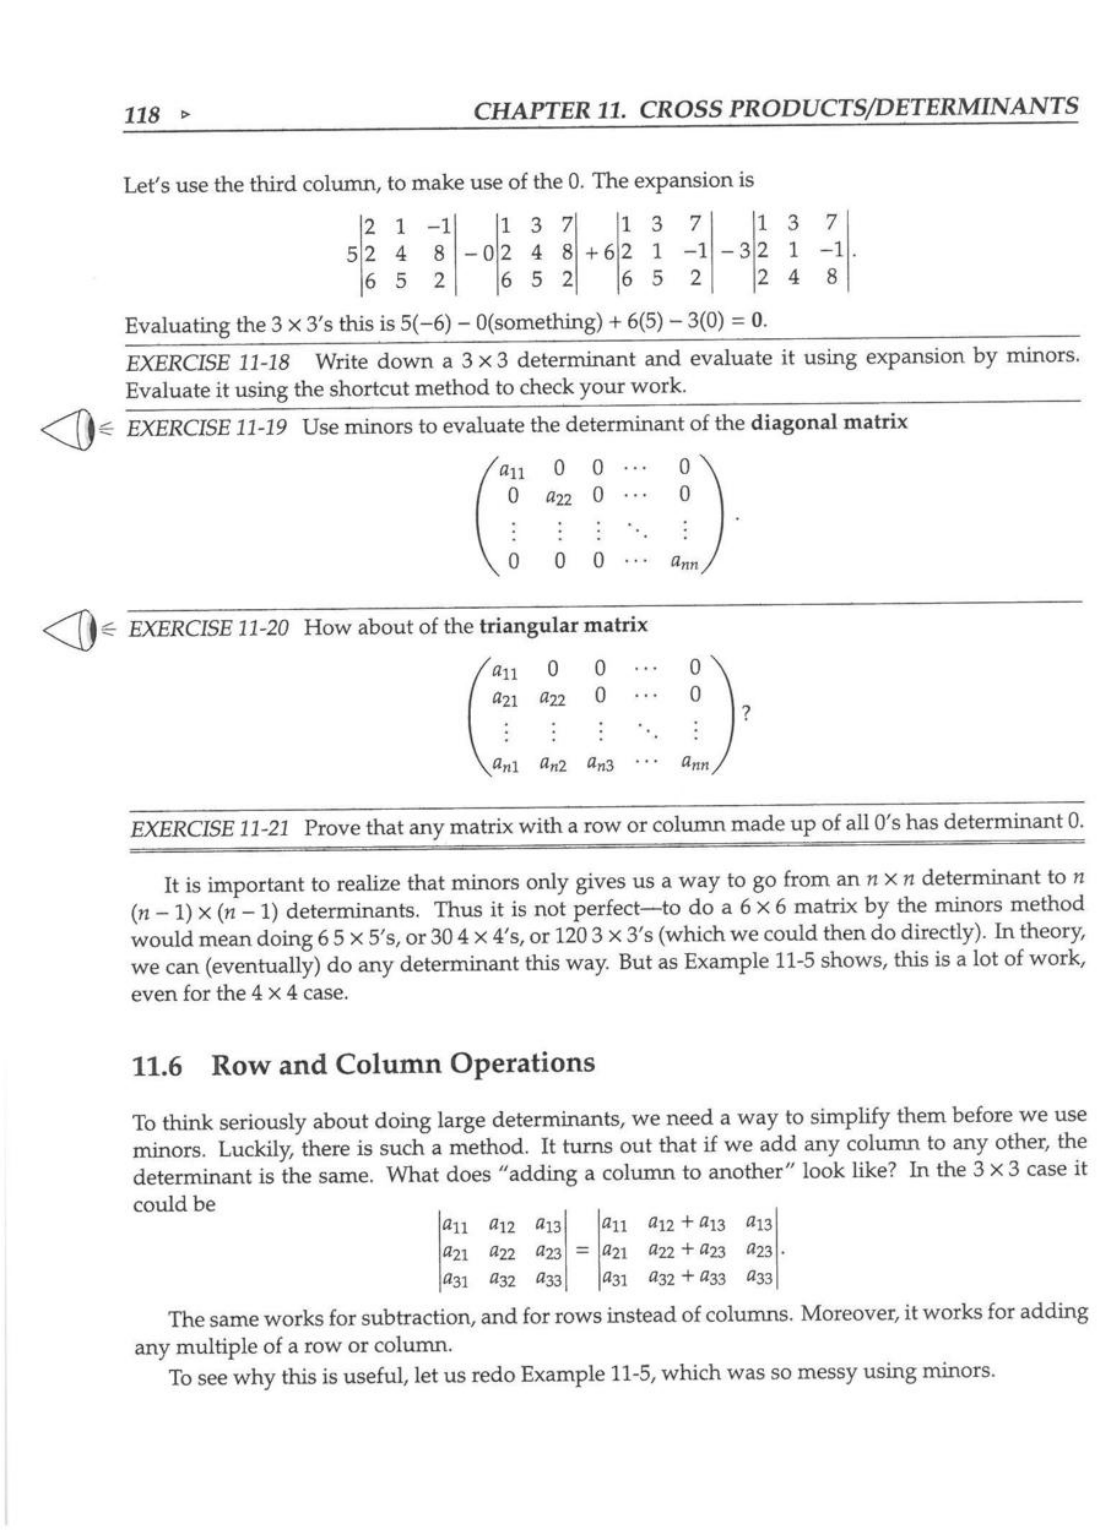 118 ▹ CHAPTER 11. CROSS PRODUCTS/DETERMINANTS
Let's use the third column, to make use of the 0. The expansion is
5|2 1 −1| − 0|1 3 7| + 6|1 3 7| − 3|1 3 7|
|2 4 8| |2 4 8| |2 1 −1| |2 1 −1|.
|6 5 2| |6 5 2| |6 5 2| |2 4 8|
Evaluating the 3 × 3's this is 5(−6) − 0(something) + 6(5) − 3(0) = 0.
EXERCISE 11-18 Write down a 3 × 3 determinant and evaluate it using expansion by minors.
Evaluate it using the shortcut method to check your work.
EXERCISE 11-19 Use minors to evaluate the determinant of the diagonal matrix
a11 0 0 ⋯ 0
0 a22 0 ⋯ 0
⋮ ⋮ ⋮ ⋱ ⋮ .
0 0 0 ⋯ ann
EXERCISE 11-20 How about of the triangular matrix
a11 0 0 ⋯ 0
a21 a22 0 ⋯ 0
⋮ ⋮ ⋮ ⋱ ⋮ ?
an1 an2 an3 ⋯ ann
EXERCISE 11-21 Prove that any matrix with a row or column made up of all 0's has determinant 0.
It is important to realize that minors only gives us a way to go from an n × n determinant to n
(n − 1) × (n − 1) determinants. Thus it is not perfect—to do a 6 × 6 matrix by the minors method
would mean doing 6 5 × 5's, or 30 4 × 4's, or 120 3 × 3's (which we could then do directly). In theory,
we can (eventually) do any determinant this way. But as Example 11-5 shows, this is a lot of work,
even for the 4 × 4 case.
11.6 Row and Column Operations
To think seriously about doing large determinants, we need a way to simplify them before we use
minors. Luckily, there is such a method. It turns out that if we add any column to any other, the
determinant is the same. What does "adding a column to another" look like? In the 3 × 3 case it
could be
|a11 a12 a13| |a11 a12 + a13 a13|
|a21 a22 a23| = |a21 a22 + a23 a23|.
|a31 a32 a33| |a31 a32 + a33 a33|
The same works for subtraction, and for rows instead of columns. Moreover, it works for adding
any multiple of a row or column.
To see why this is useful, let us redo Example 11-5, which was so messy using minors.